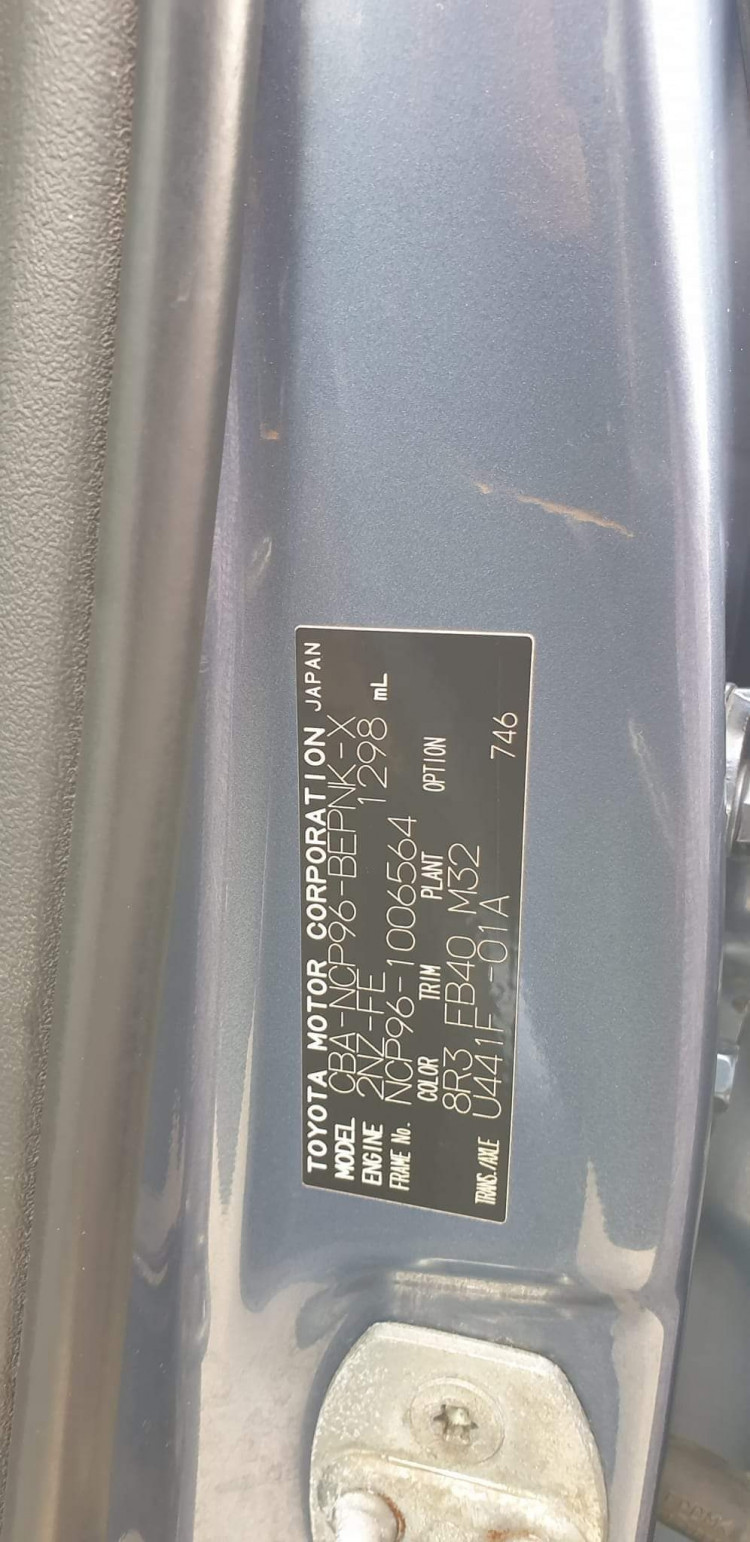 TOYOTA MOTOR CORPORATION JAPAN
MODEL CBA-NCP96-BEPNK-X
ENGINE 2NZ-FE 1298 mL
FRAME No. NCP96-1006564
COLOR TRIM PLANT OPTION
8R3 FB40 M32
TRANS./AXLE U441F -01A 746